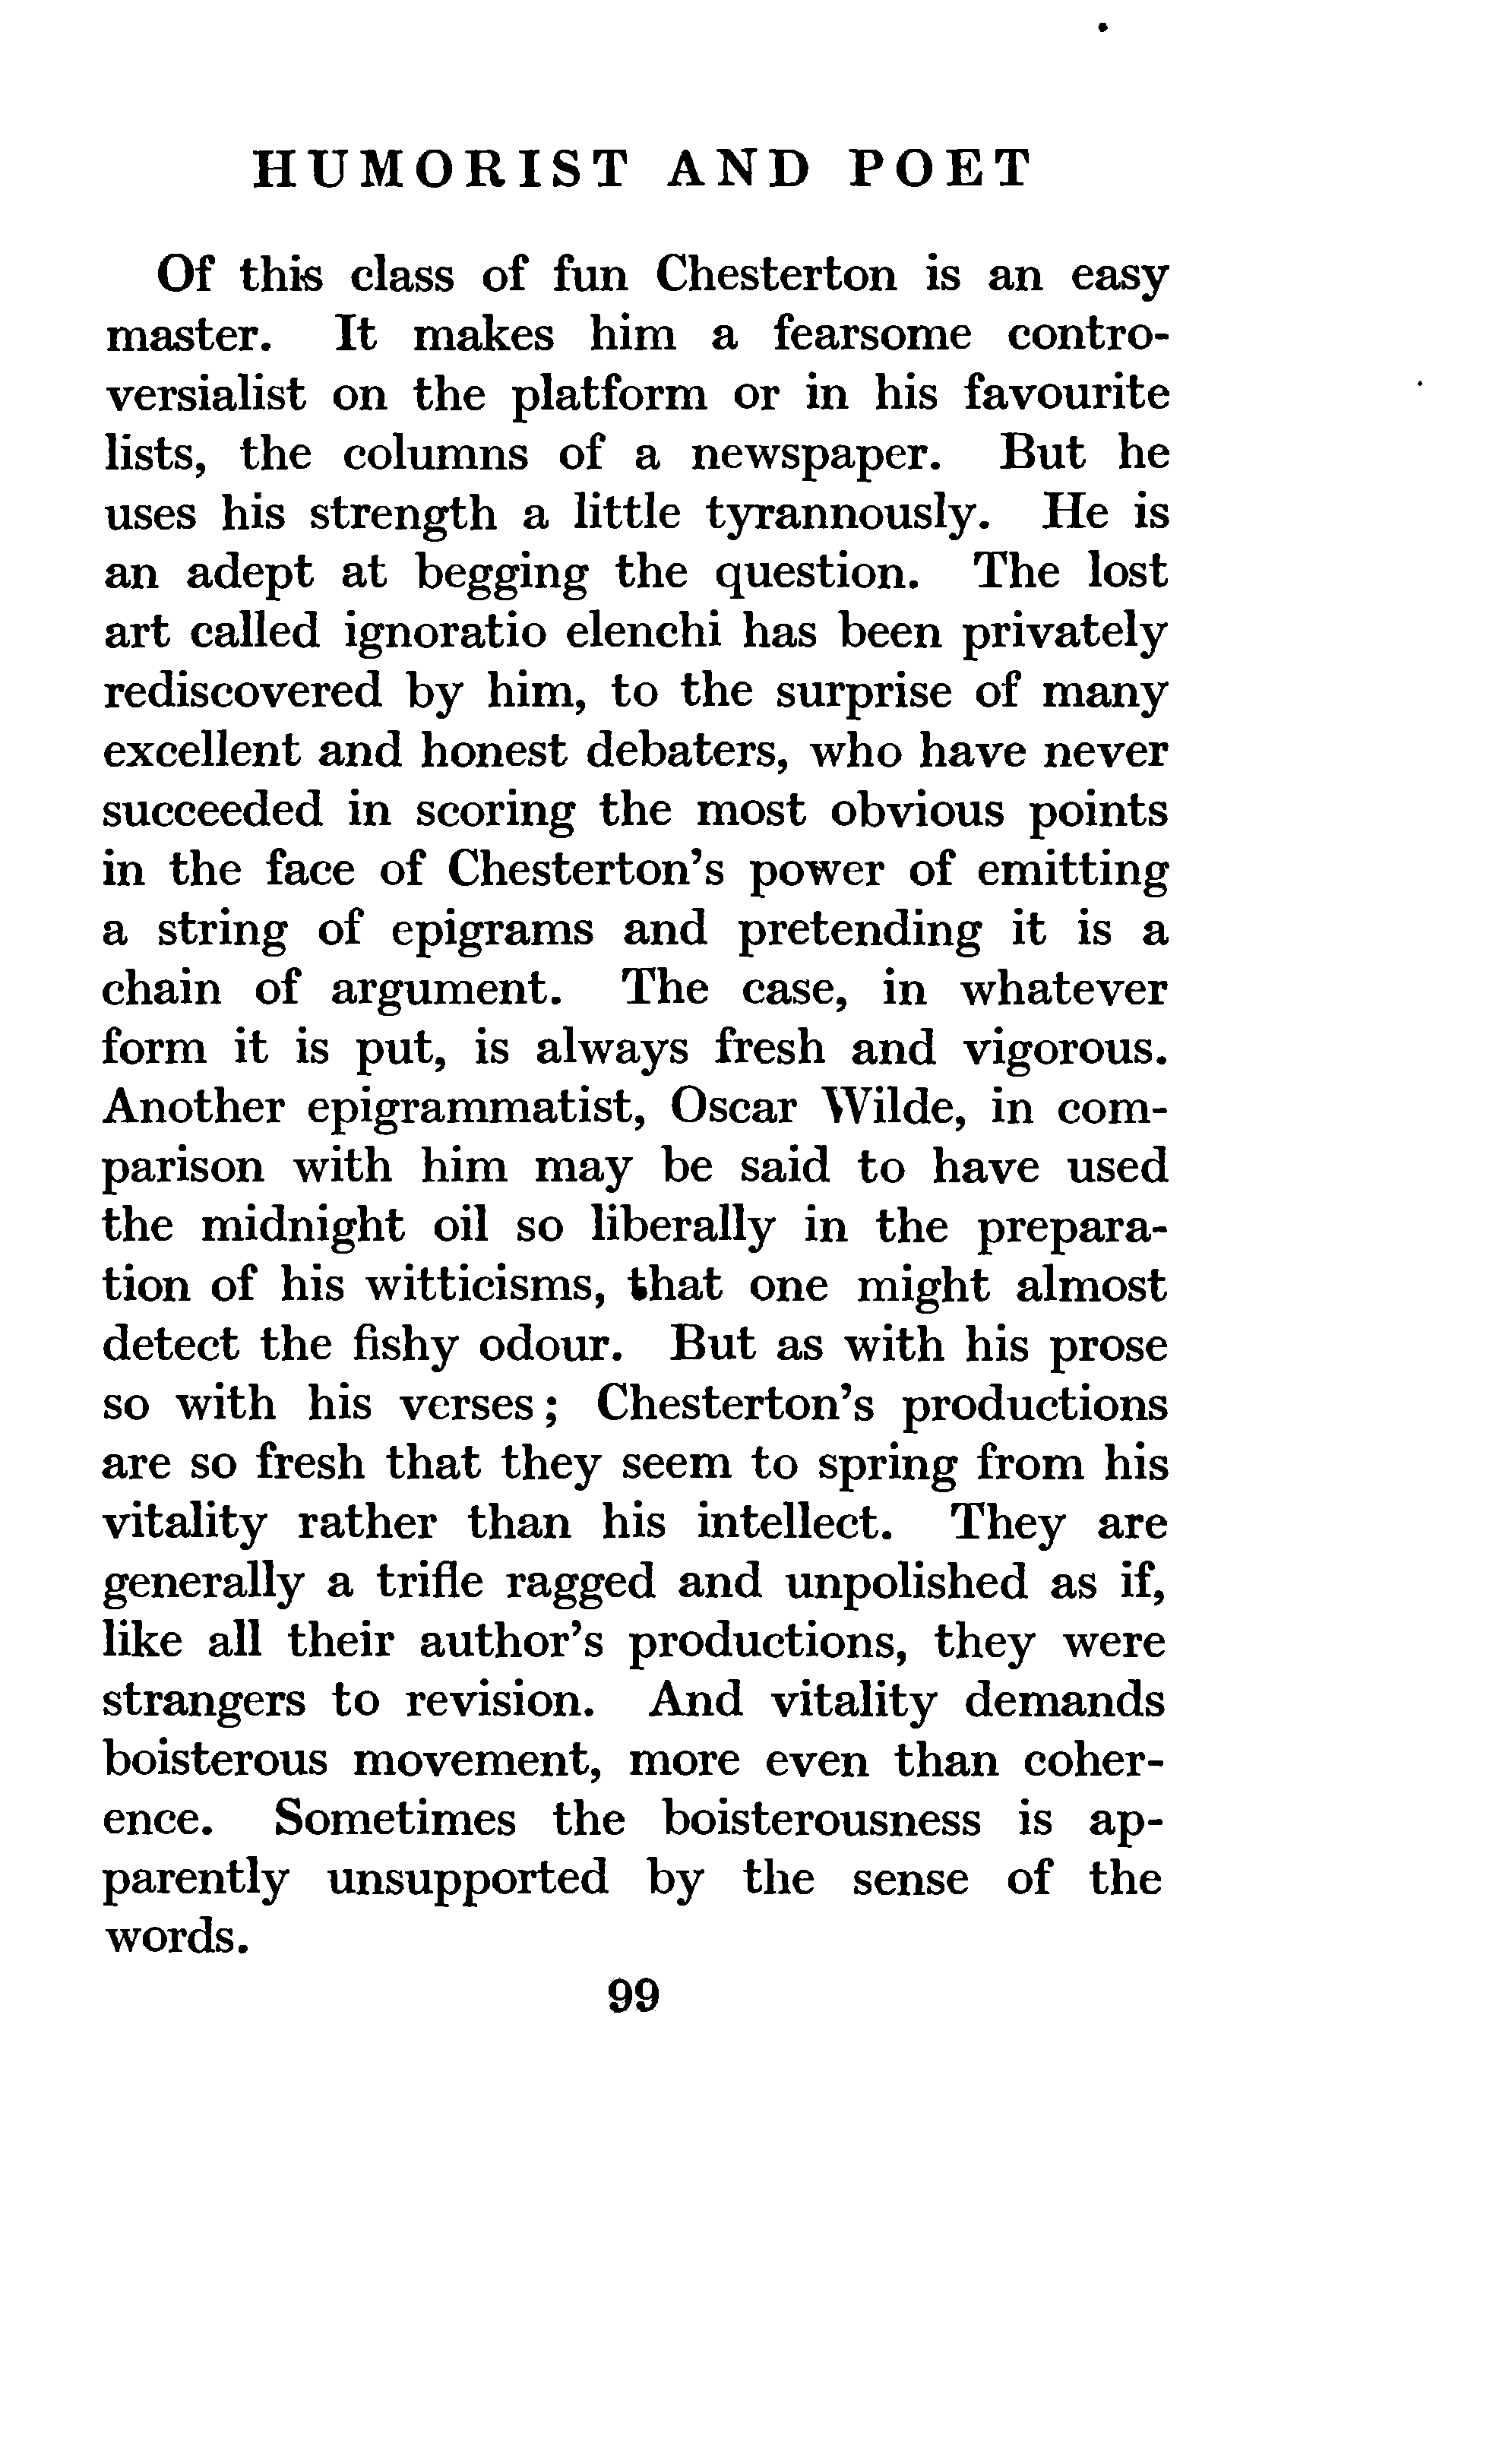 HUMORIST AND POET
Of this class of fun Chesterton is an easy
master. It makes him a fearsome contro-
versialist on the platform or in his favourite
lists, the columns of a newspaper. But he
uses his strength a little tyrannously. He is
an adept at begging the question. The lost
art called ignoratio elenchi has been privately
rediscovered by him, to the surprise of many
excellent and honest debaters, who have never
succeeded in scoring the most obvious points
in the face of Chesterton's power of emitting
a string of epigrams and pretending it is a
chain of argument. The case, in whatever
form it is put, is always fresh and vigorous.
Another epigrammatist, Oscar Wilde, in com-
parison with him may be said to have used
the midnight oil so liberally in the prepara-
tion of his witticisms, that one might almost
detect the fishy odour. But as with his prose
so with his verses; Chesterton's productions
are so fresh that they seem to spring from his
vitality rather than his intellect. They are
generally a trifle ragged and unpolished as if,
like all their author's productions, they were
strangers to revision. And vitality demands
boisterous movement, more even than coher-
ence. Sometimes the boisterousness is ap-
parently unsupported by the sense of the
words.
99